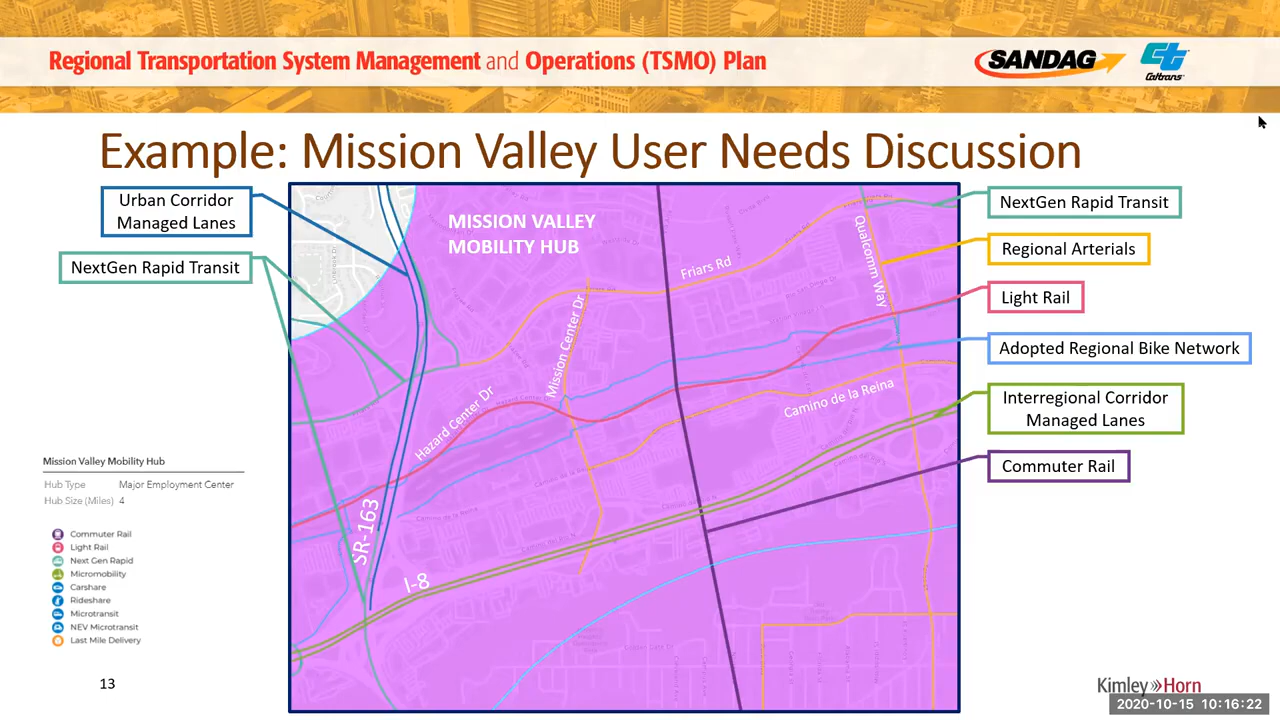 Regional Transportation System Management and Operations (TSMO) Plan
SANDAG
Caltrans
Example: Mission Valley User Needs Discussion
Urban Corridor
Managed Lanes
NextGen Rapid Transit
MISSION VALLEY
MOBILITY HUB
Friars Rd
Qualcomm Way
Mission Center Dr
Hazard Center Dr
Camino de la Reina
SR-163
I-8
NextGen Rapid Transit
Regional Arterials
Light Rail
Adopted Regional Bike Network
Interregional Corridor
Managed Lanes
Commuter Rail
Mission Valley Mobility Hub
Hub Type Major Employment Center
Hub Size (Miles) 4
Commuter Rail
Light Rail
Next Gen Rapid
Micromobility
Carshare
Rideshare
Microtransit
NEV Microtransit
Last Mile Delivery
13
Kimley»Horn
2020-10-15 10:16:22